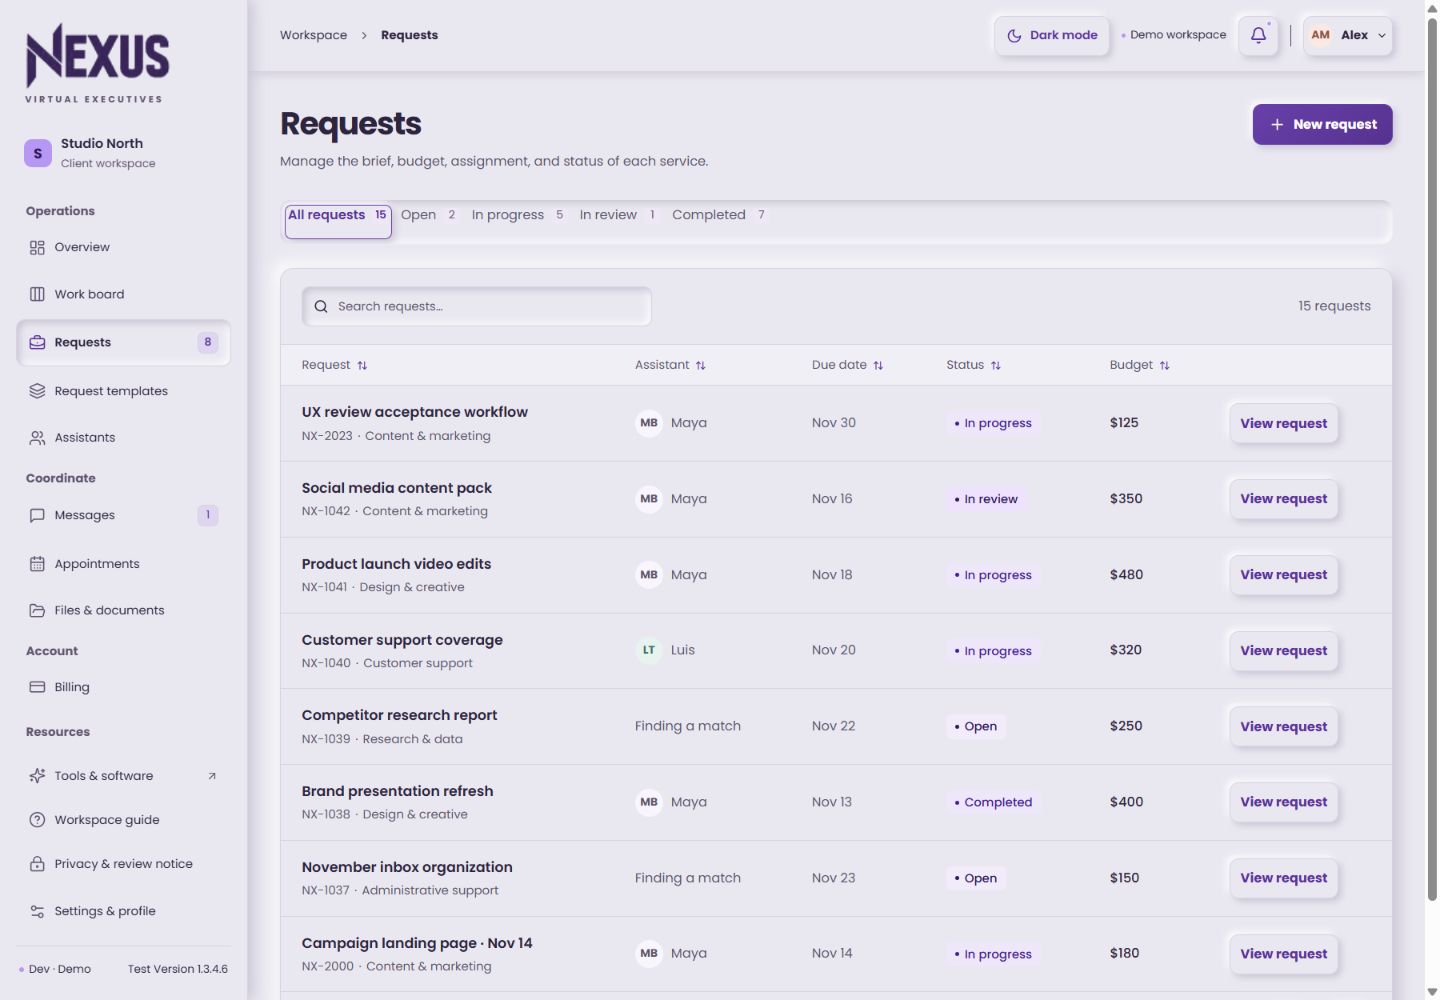 NEXUS
VIRTUAL EXECUTIVES
S
Studio North
Client workspace
Operations
Overview
Work board
Requests 8
Request templates
Assistants
Coordinate
Messages 1
Appointments
Files & documents
Account
Billing
Resources
Tools & software
Workspace guide
Privacy & review notice
Settings & profile
Dev · Demo Test Version 1.3.4.6
Workspace > Requests
Dark mode
Demo workspace
AM Alex
Requests
Manage the brief, budget, assignment, and status of each service.
+ New request
All requests 15 Open 2 In progress 5 In review 1 Completed 7
Search requests...
15 requests
Request Assistant Due date Status Budget
UX review acceptance workflow
NX-2023 · Content & marketing
MB Maya Nov 30 In progress $125 View request
Social media content pack
NX-1042 · Content & marketing
MB Maya Nov 16 In review $350 View request
Product launch video edits
NX-1041 · Design & creative
MB Maya Nov 18 In progress $480 View request
Customer support coverage
NX-1040 · Customer support
LT Luis Nov 20 In progress $320 View request
Competitor research report
NX-1039 · Research & data
Finding a match Nov 22 Open $250 View request
Brand presentation refresh
NX-1038 · Design & creative
MB Maya Nov 13 Completed $400 View request
November inbox organization
NX-1037 · Administrative support
Finding a match Nov 23 Open $150 View request
Campaign landing page · Nov 14
NX-2000 · Content & marketing
MB Maya Nov 14 In progress $180 View request